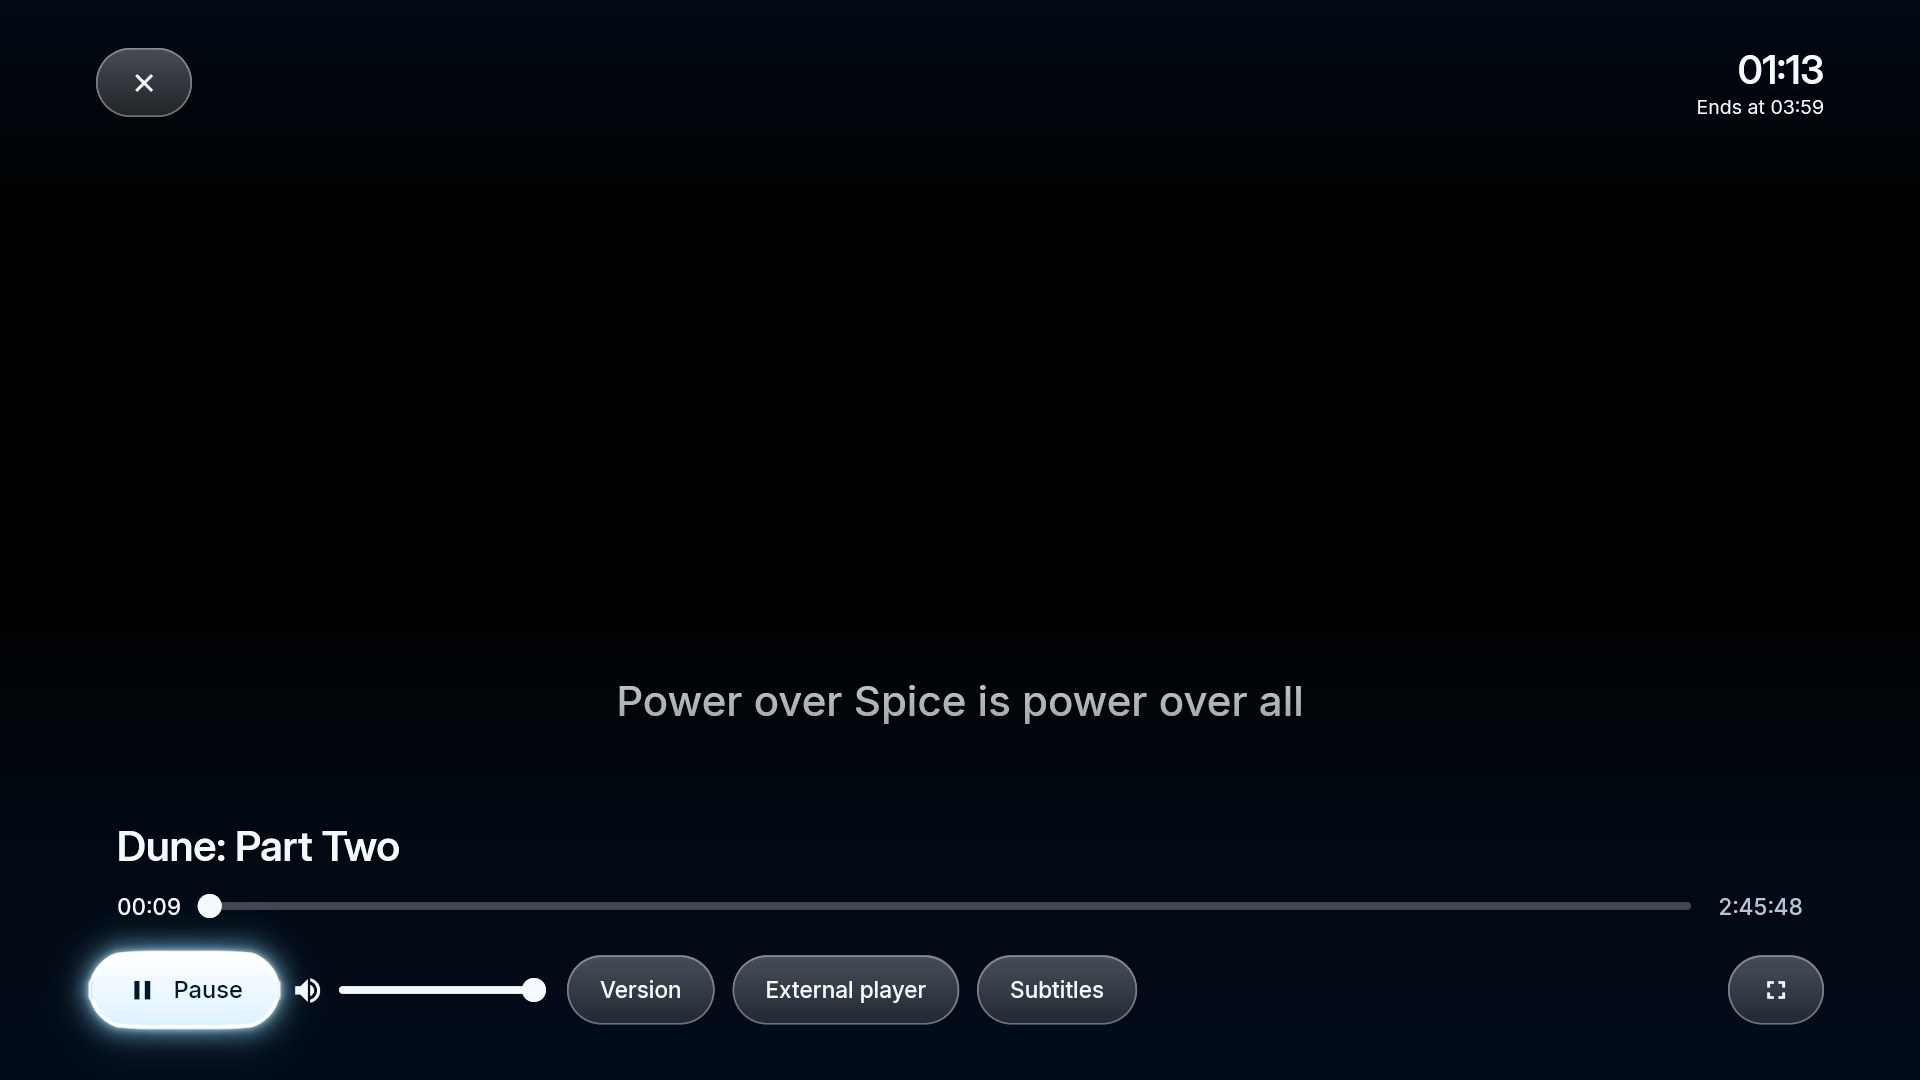 01:13
Ends at 03:59
Power over Spice is power over all
Dune: Part Two
00:09
2:45:48
Pause
Version
External player
Subtitles